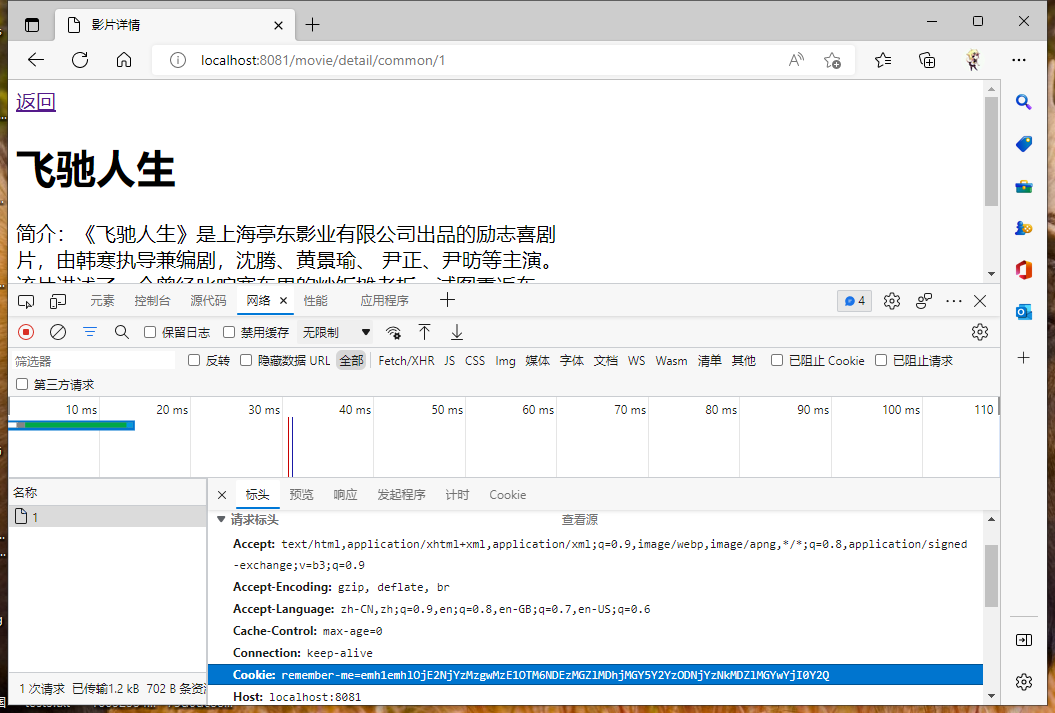 影片详情
localhost:8081/movie/detail/common/1
返回
飞驰人生
简介：《飞驰人生》是上海亭东影业有限公司出品的励志喜剧
片，由韩寒执导兼编剧，沈腾、黄景瑜、 尹正、尹昉等主演。
元素 控制台 源代码 网络 性能 应用程序 4
保留日志 禁用缓存 无限制
筛选器 反转 隐藏数据 URL 全部 Fetch/XHR JS CSS Img 媒体 字体 文档 WS Wasm 清单 其他 已阻止 Cookie 已阻止请求
第三方请求
10 ms 20 ms 30 ms 40 ms 50 ms 60 ms 70 ms 80 ms 90 ms 100 ms 110
名称 标头 预览 响应 发起程序 计时 Cookie
1
请求标头 查看源
Accept: text/html,application/xhtml+xml,application/xml;q=0.9,image/webp,image/apng,*/*;q=0.8,application/signed
-exchange;v=b3;q=0.9
Accept-Encoding: gzip, deflate, br
Accept-Language: zh-CN,zh;q=0.9,en;q=0.8,en-GB;q=0.7,en-US;q=0.6
Cache-Control: max-age=0
Connection: keep-alive
Cookie: remember-me=emh1emhlOjE2NjYzMzgwMzE1OTM6NDEzMGZlMDhjMGY5Y2YzODNjYzNkMDZlMGYwYjI0Y2Q
Host: localhost:8081
1 次请求 已传输1.2 kB 702 B 条资